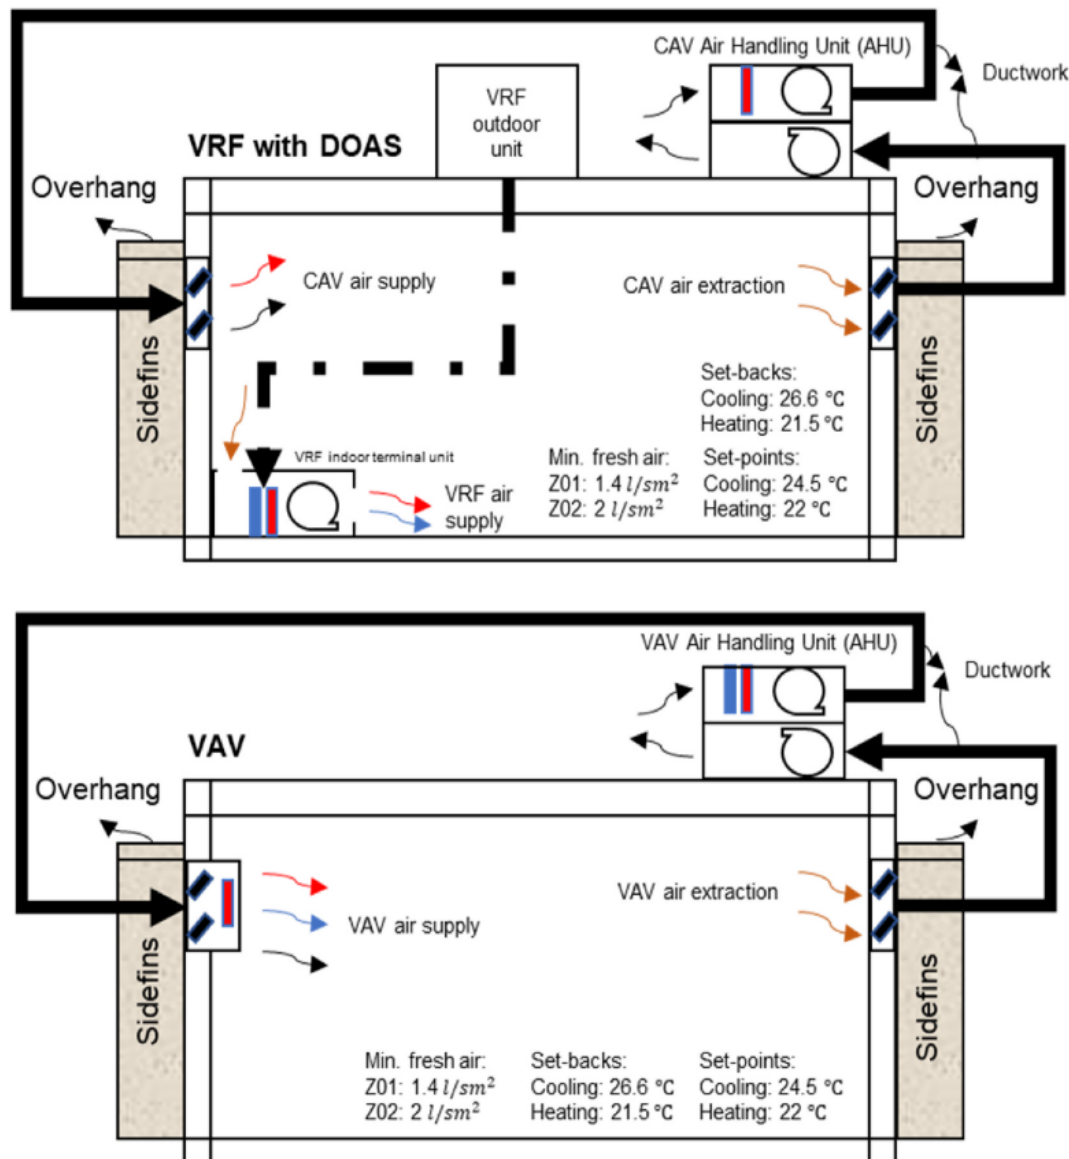 CAV Air Handling Unit (AHU)
Ductwork
VRF
outdoor
unit
VRF with DOAS
Overhang
Overhang
CAV air supply
CAV air extraction
Sidefins
Sidefins
Set-backs:
Cooling: 26.6 °C
Heating: 21.5 °C
VRF indoor terminal unit
Min. fresh air:
Z01: 1.4 l/sm²
Z02: 2 l/sm²
Set-points:
Cooling: 24.5 °C
Heating: 22 °C
VRF air
supply
VAV Air Handling Unit (AHU)
Ductwork
VAV
Overhang
Overhang
VAV air extraction
VAV air supply
Sidefins
Sidefins
Min. fresh air:
Z01: 1.4 l/sm²
Z02: 2 l/sm²
Set-backs:
Cooling: 26.6 °C
Heating: 21.5 °C
Set-points:
Cooling: 24.5 °C
Heating: 22 °C